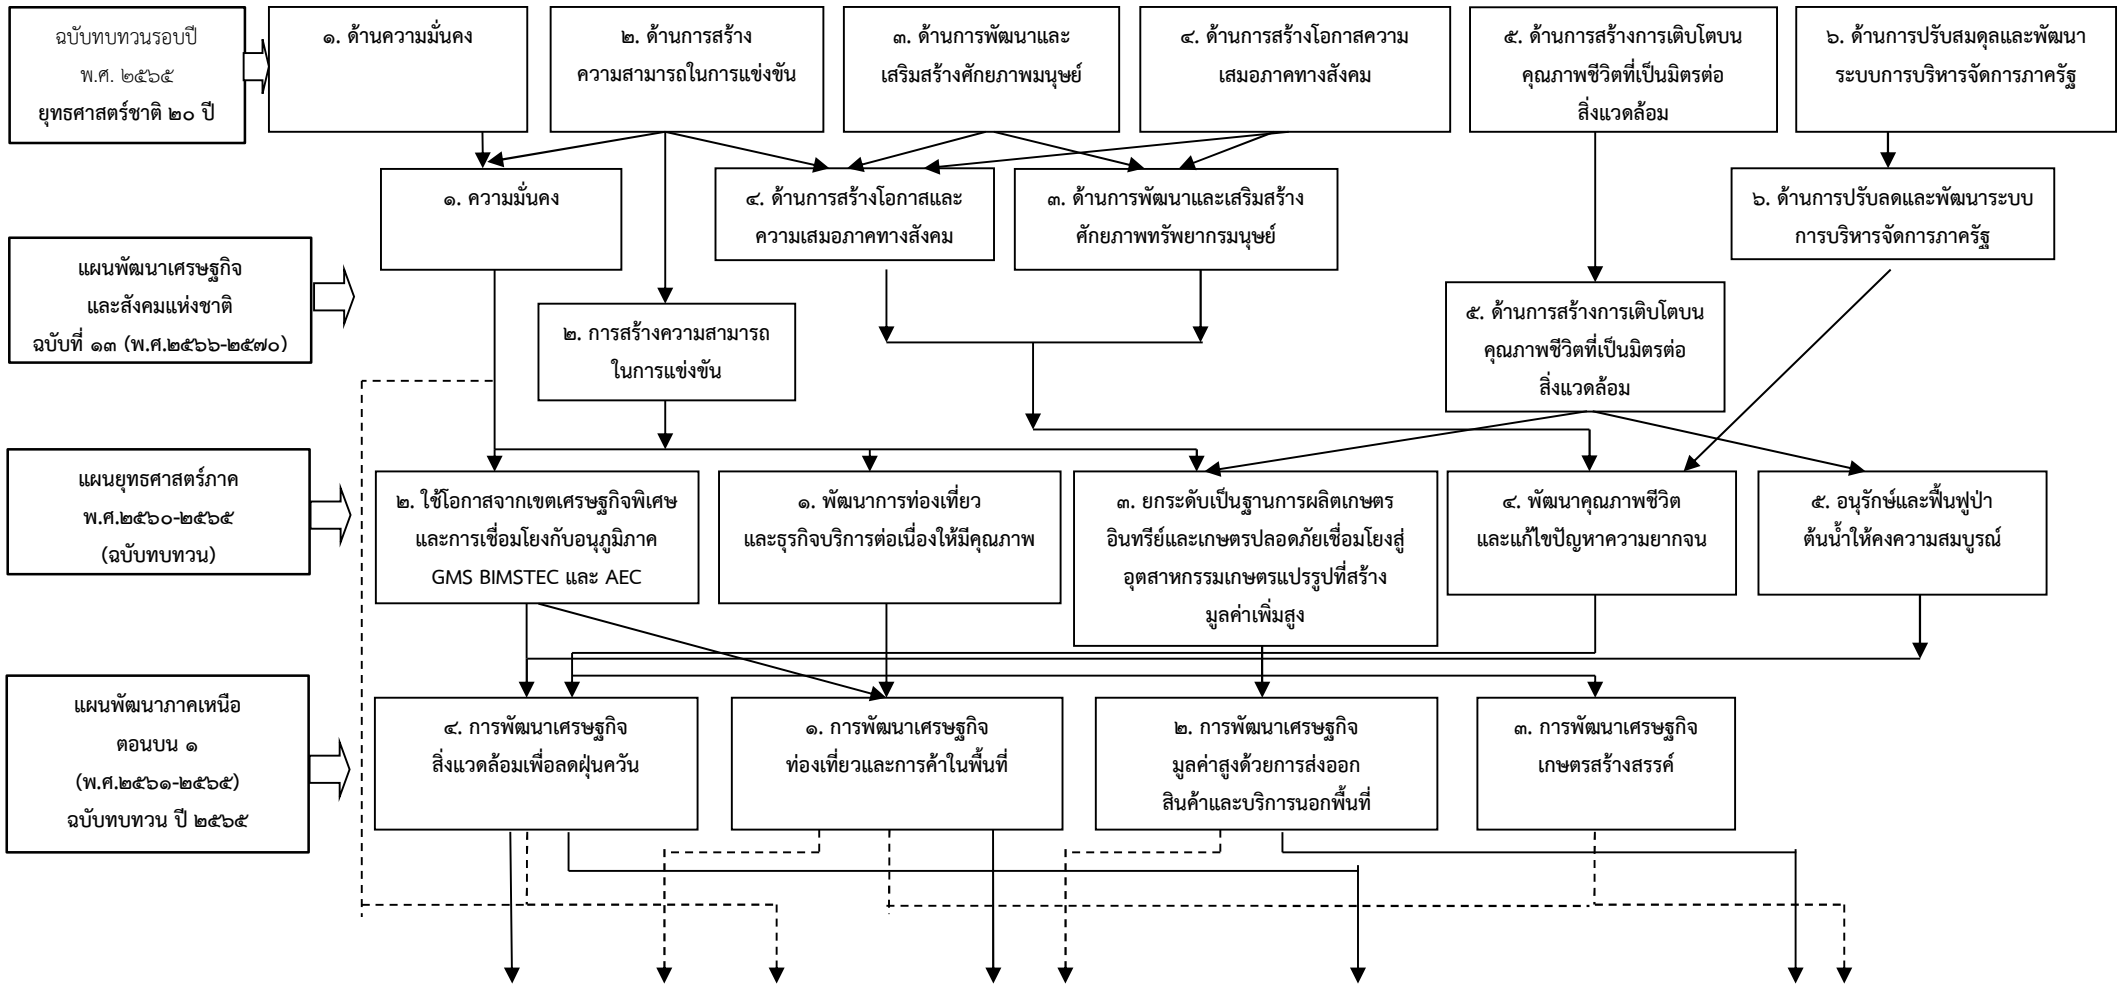 ฉบับทบทวนรอบปี
พ.ศ. ๒๕๖๕
ยุทธศาสตร์ชาติ ๒๐ ปี
๑. ด้านความมั่นคง
๒. ด้านการสร้าง
ความสามารถในการแข่งขัน
๓. ด้านการพัฒนาและ
เสริมสร้างศักยภาพมนุษย์
๔. ด้านการสร้างโอกาสความ
เสมอภาคทางสังคม
๕. ด้านการสร้างการเติบโตบน
คุณภาพชีวิตที่เป็นมิตรต่อ
สิ่งแวดล้อม
๖. ด้านการปรับสมดุลและพัฒนา
ระบบการบริหารจัดการภาครัฐ
แผนพัฒนาเศรษฐกิจ
และสังคมแห่งชาติ
ฉบับที่ ๑๓ (พ.ศ.๒๕๖๖-๒๕๗๐)
๑. ความมั่นคง
๒. การสร้างความสามารถ
ในการแข่งขัน
๔. ด้านการสร้างโอกาสและ
ความเสมอภาคทางสังคม
๓. ด้านการพัฒนาและเสริมสร้าง
ศักยภาพทรัพยากรมนุษย์
๕. ด้านการสร้างการเติบโตบน
คุณภาพชีวิตที่เป็นมิตรต่อ
สิ่งแวดล้อม
๖. ด้านการปรับลดและพัฒนาระบบ
การบริหารจัดการภาครัฐ
แผนยุทธศาสตร์ภาค
พ.ศ.๒๕๖๐-๒๕๖๕
(ฉบับทบทวน)
๒. ใช้โอกาสจากเขตเศรษฐกิจพิเศษ
และการเชื่อมโยงกับอนุภูมิภาค
GMS BIMSTEC และ AEC
๑. พัฒนาการท่องเที่ยว
และธุรกิจบริการต่อเนื่องให้มีคุณภาพ
๓. ยกระดับเป็นฐานการผลิตเกษตร
อินทรีย์และเกษตรปลอดภัยเชื่อมโยงสู่
อุตสาหกรรมเกษตรแปรรูปที่สร้าง
มูลค่าเพิ่มสูง
๔. พัฒนาคุณภาพชีวิต
และแก้ไขปัญหาความยากจน
๕. อนุรักษ์และฟื้นฟูป่า
ต้นน้ำให้คงความสมบูรณ์
แผนพัฒนาภาคเหนือ
ตอนบน ๑
(พ.ศ.๒๕๖๑-๒๕๖๕)
ฉบับทบทวน ปี ๒๕๖๕
๔. การพัฒนาเศรษฐกิจ
สิ่งแวดล้อมเพื่อลดฝุ่นควัน
๑. การพัฒนาเศรษฐกิจ
ท่องเที่ยวและการค้าในพื้นที่
๒. การพัฒนาเศรษฐกิจ
มูลค่าสูงด้วยการส่งออก
สินค้าและบริการนอกพื้นที่
๓. การพัฒนาเศรษฐกิจ
เกษตรสร้างสรรค์